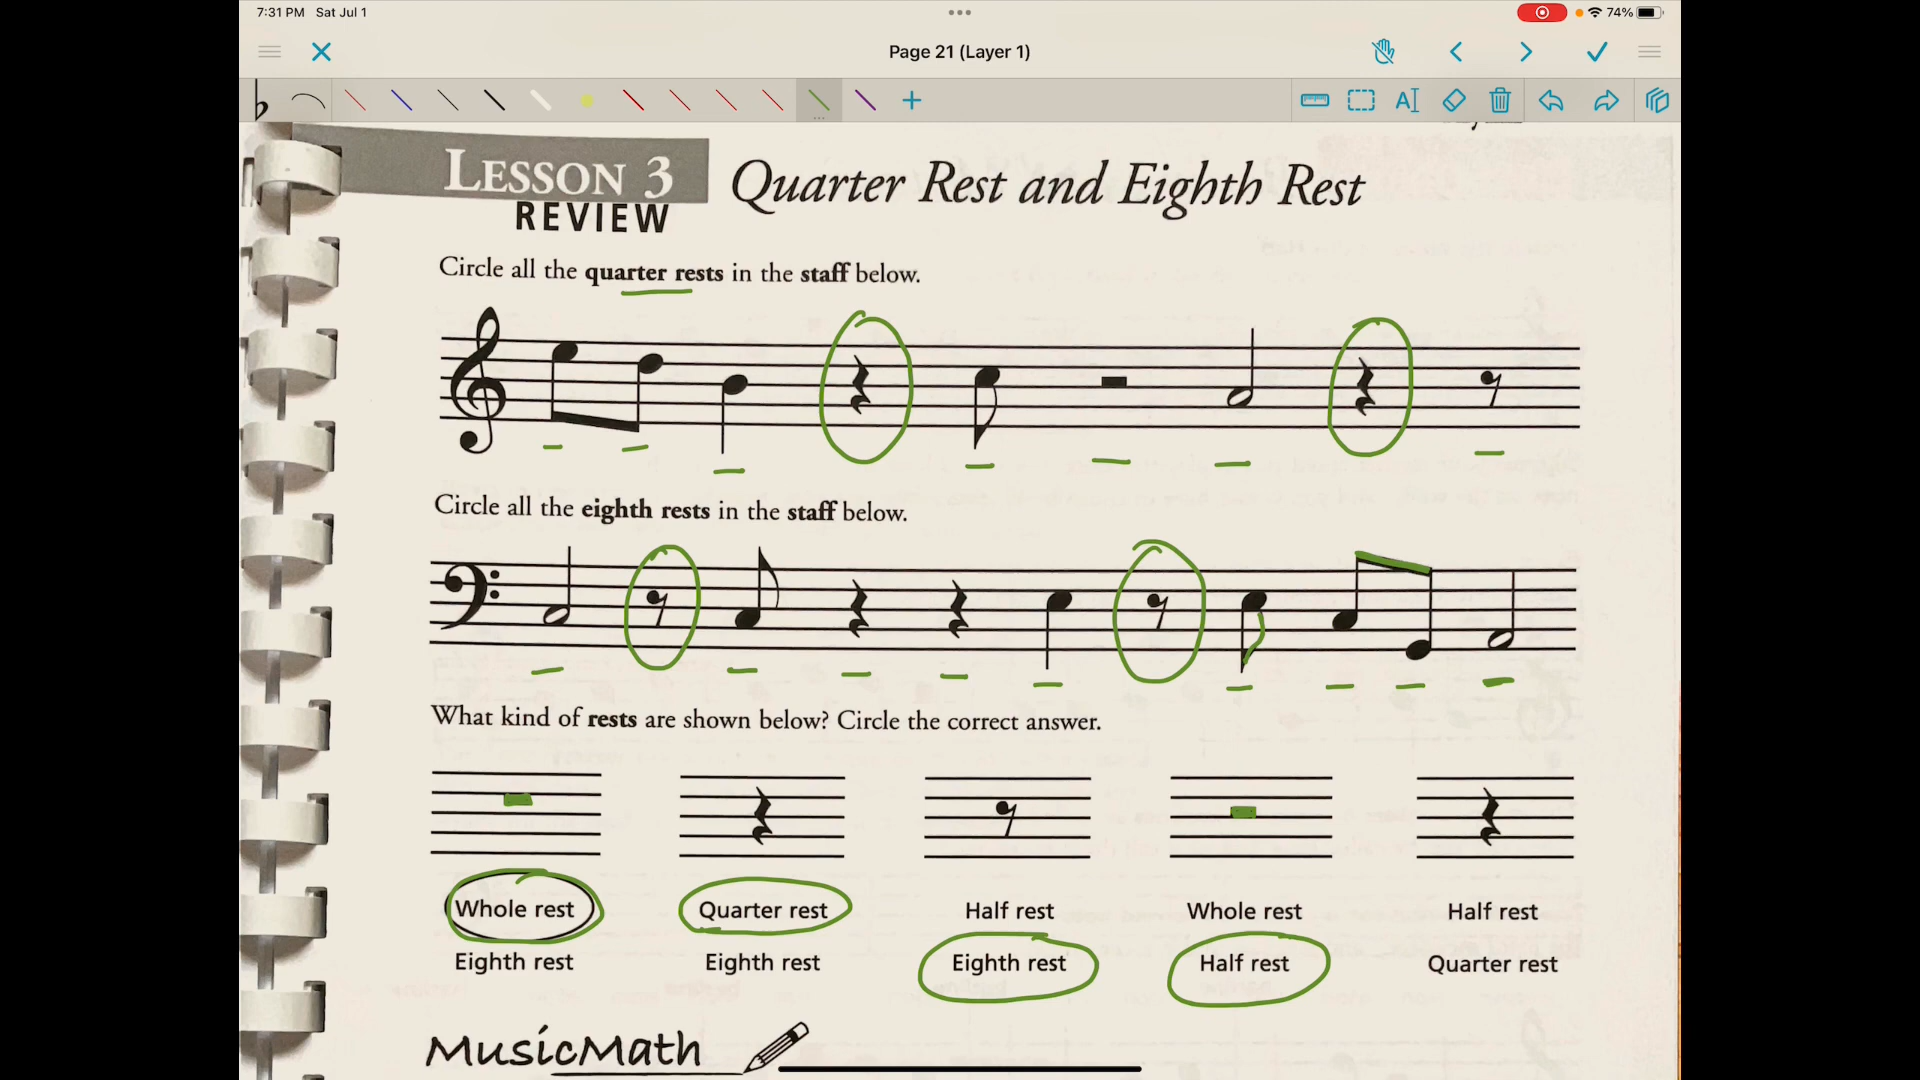 7:31 PM Sat Jul 1
74%
Page 21 (Layer 1)
AI
LESSON 3
REVIEW
Quarter Rest and Eighth Rest
Circle all the quarter rests in the staff below.
Circle all the eighth rests in the staff below.
What kind of rests are shown below? Circle the correct answer.
Whole rest Quarter rest Half rest Whole rest Half rest
Eighth rest Eighth rest Eighth rest Half rest Quarter rest
MusicMath